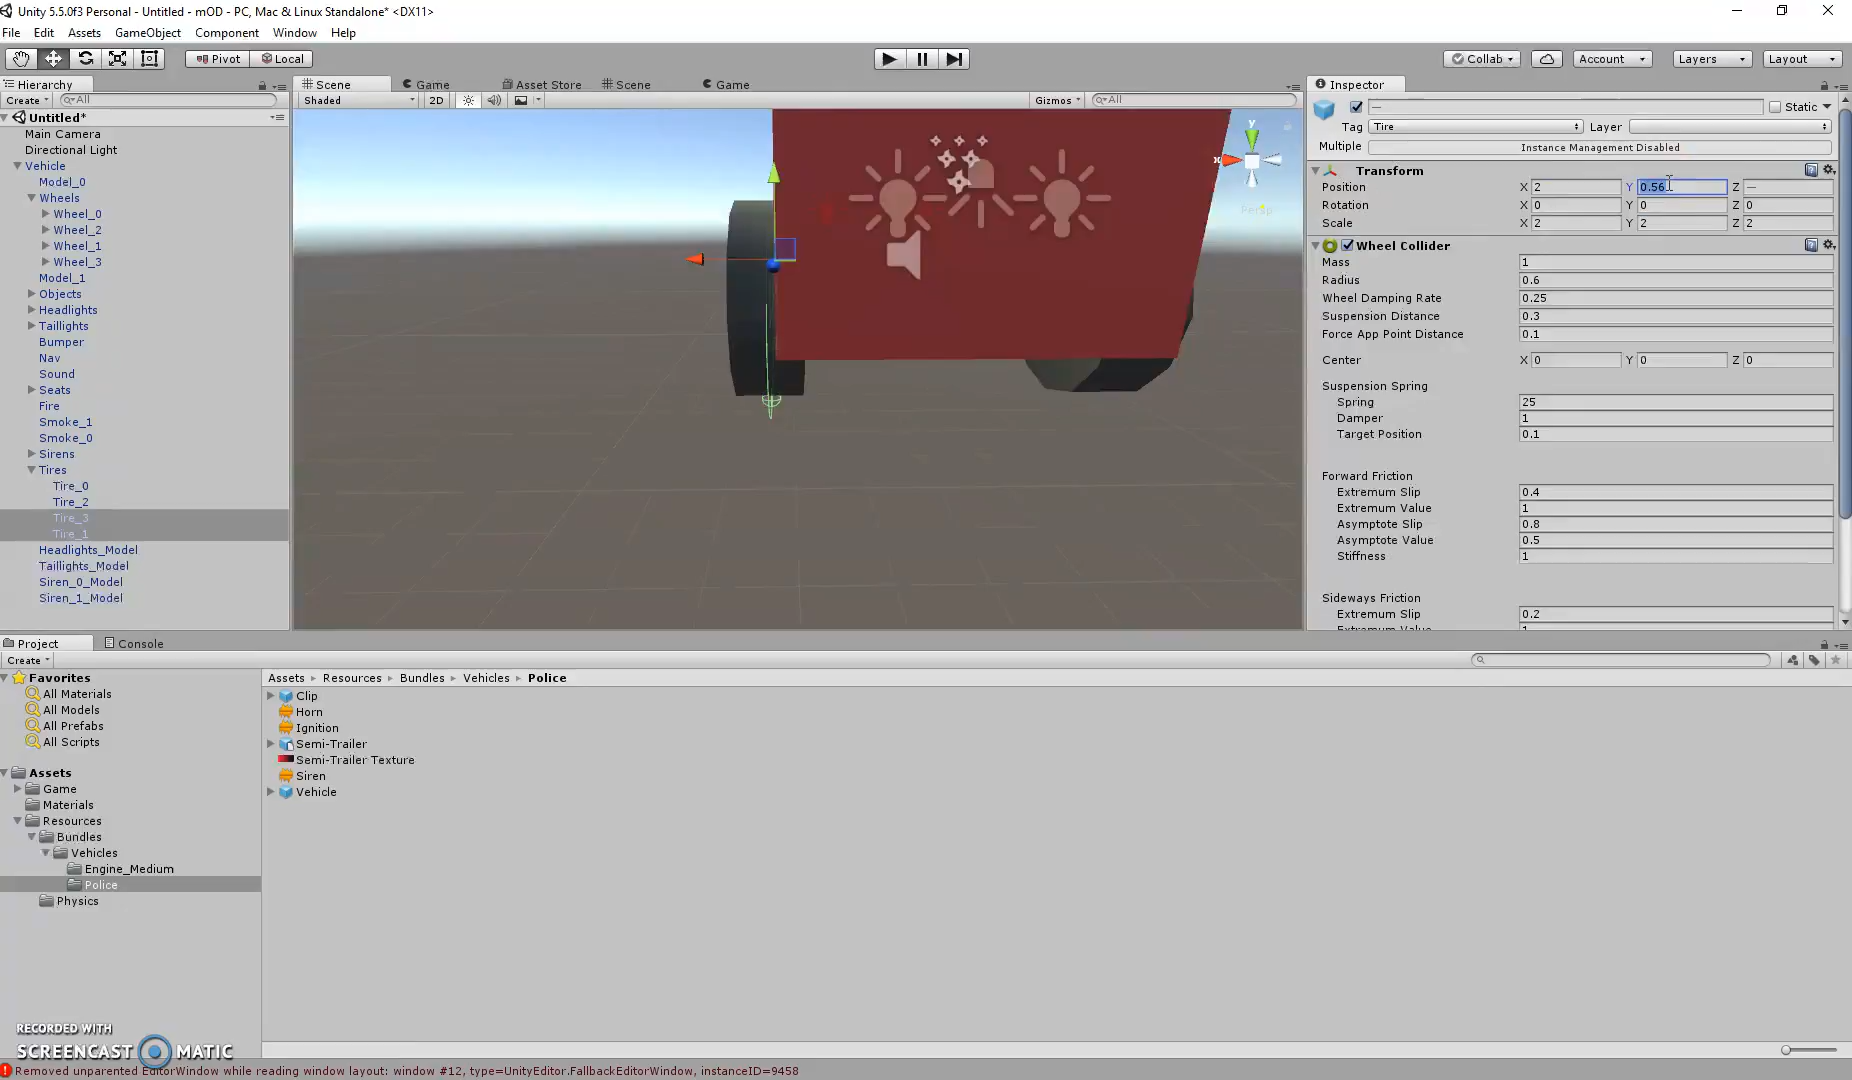 Unity 5.5.0f3 Personal - Untitled - mOD - PC, Mac & Linux Standalone* <DX11>
File Edit Assets GameObject Component Window Help
Pivot Local Collab Account Layers Layout
Hierarchy
Create All
Untitled*
Main Camera
Directional Light
Vehicle
Model_0
Wheels
Wheel_0
Wheel_2
Wheel_1
Wheel_3
Model_1
Objects
Headlights
Taillights
Bumper
Nav
Sound
Seats
Fire
Smoke_1
Smoke_0
Sirens
Tires
Tire_0
Tire_2
Tire_3
Tire_1
Headlights_Model
Taillights_Model
Siren_0_Model
Siren_1_Model
Scene Game Asset Store Scene Game
Shaded 2D Gizmos All
y
x
Persp
Inspector
— Static
Tag Tire Layer
Multiple Instance Management Disabled
Transform
Position X 2 Y 0.56 Z —
Rotation X 0 Y 0 Z 0
Scale X 2 Y 2 Z 2
Wheel Collider
Mass 1
Radius 0.6
Wheel Damping Rate 0.25
Suspension Distance 0.3
Force App Point Distance 0.1
Center X 0 Y 0 Z 0
Suspension Spring
Spring 25
Damper 1
Target Position 0.1
Forward Friction
Extremum Slip 0.4
Extremum Value 1
Asymptote Slip 0.8
Asymptote Value 0.5
Stiffness 1
Sideways Friction
Extremum Slip 0.2
Extremum Value 1
Project Console
Create
Favorites
All Materials
All Models
All Prefabs
All Scripts
Assets
Game
Materials
Resources
Bundles
Vehicles
Engine_Medium
Police
Physics
Assets Resources Bundles Vehicles Police
Clip
Horn
Ignition
Semi-Trailer
Semi-Trailer Texture
Siren
Vehicle
RECORDED WITH
SCREENCAST MATIC
Removed unparented EditorWindow while reading window layout: window #12, type=UnityEditor.FallbackEditorWindow, instanceID=9458